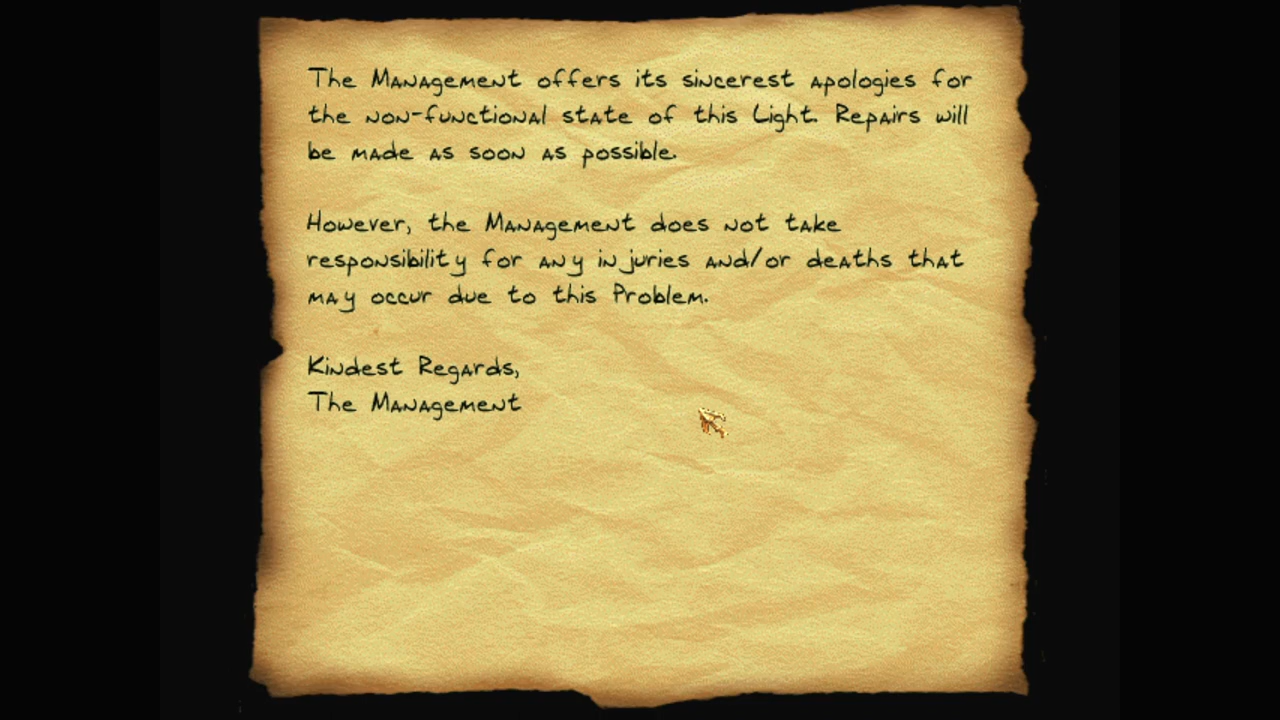 The Management offers its sincerest apologies for
the non-functional state of this Light. Repairs will
be made as soon as possible.
However, the Management does not take
responsibility for any injuries and/or deaths that
may occur due to this Problem.
Kindest Regards,
The Management